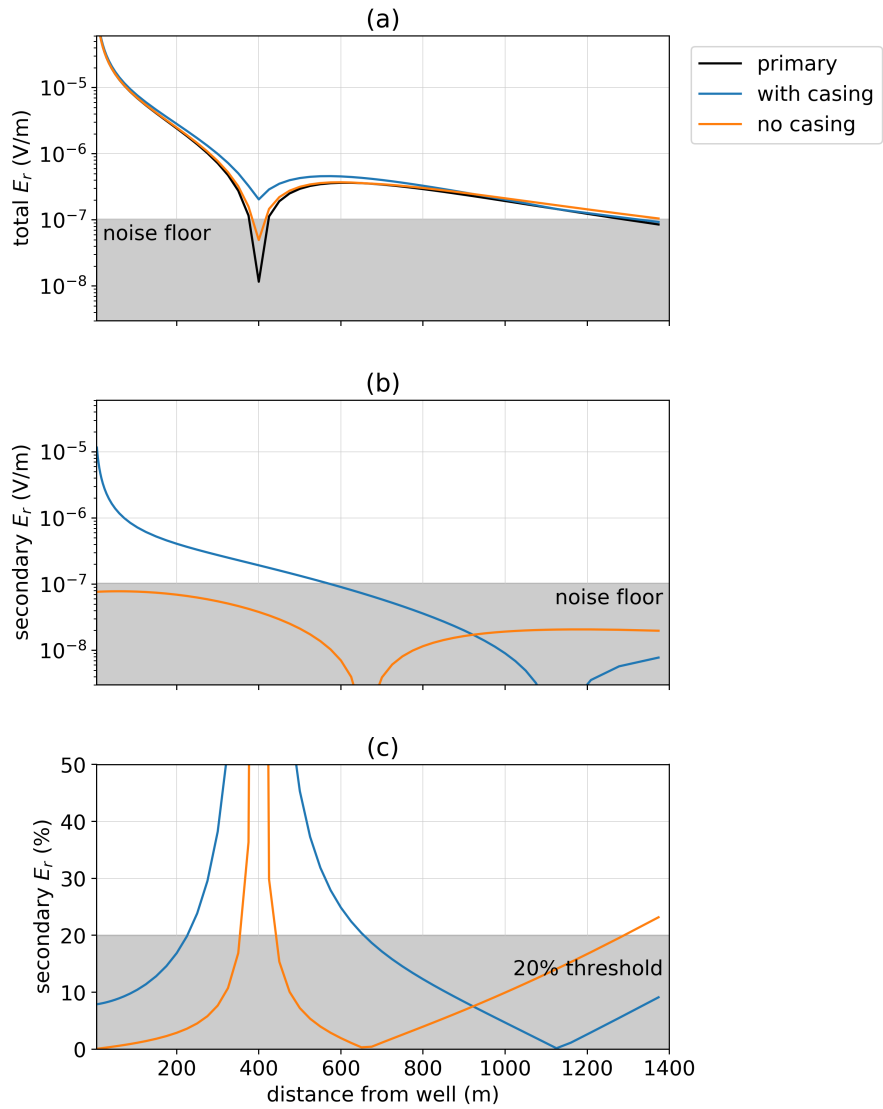 (a)
total E_r (V/m)
10^-5
10^-6
10^-7
10^-8
noise floor
primary
with casing
no casing
(b)
secondary E_r (V/m)
10^-5
10^-6
10^-7
10^-8
noise floor
(c)
secondary E_r (%)
50
40
30
20
10
0
20% threshold
200 400 600 800 1000 1200 1400
distance from well (m)